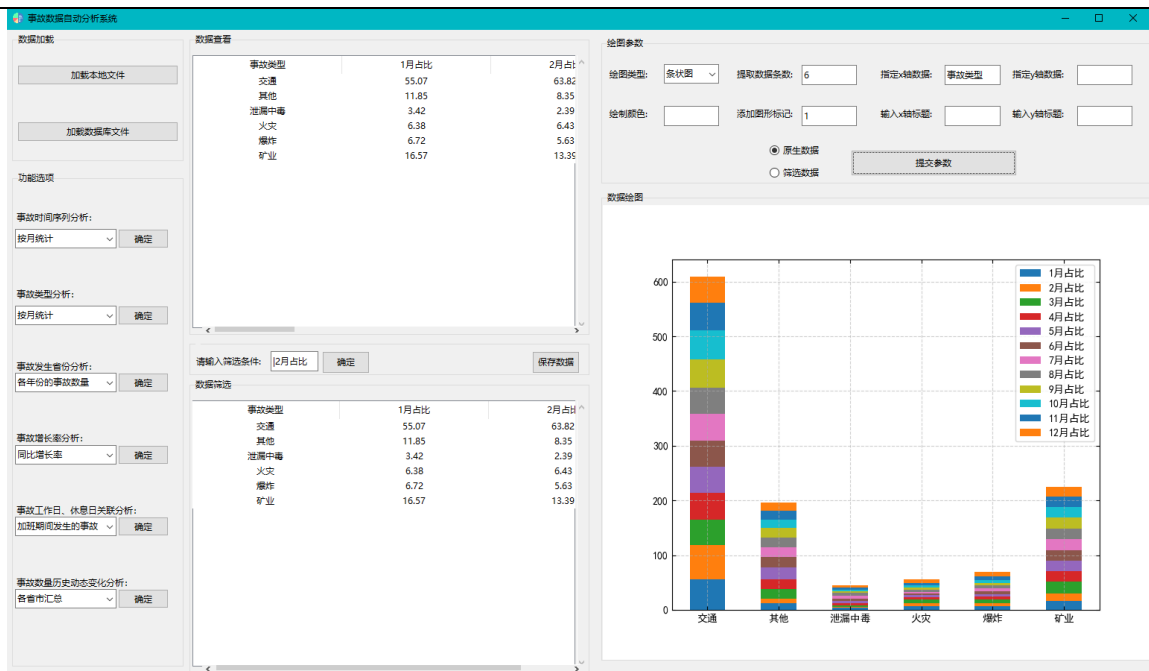 事故数据自动分析系统
数据加载
加载本地文件
加载数据库文件
功能选项
事故时间序列分析:
按月统计 确定
事故类型分析:
按月统计 确定
事故发生省份分析:
各年份的事故数量 确定
事故增长率分析:
同比增长率 确定
事故工作日、休息日关联分析:
加班期间发生的事故 确定
事故数量历史动态变化分析:
各省市汇总 确定
数据查看
事故类型 1月占比 2月占比
交通 55.07 63.82
其他 11.85 8.35
泄漏中毒 3.42 2.39
火灾 6.38 6.43
爆炸 6.72 5.63
矿业 16.57 13.39
请输入筛选条件: |2月占比 确定 保存数据
数据筛选
事故类型 1月占比 2月占比
交通 55.07 63.82
其他 11.85 8.35
泄漏中毒 3.42 2.39
火灾 6.38 6.43
爆炸 6.72 5.63
矿业 16.57 13.39
绘图参数
绘图类型: 条状图 提取数据条数: 6 指定x轴数据: 事故类型 指定y轴数据:
绘制颜色: 添加图形标记: 1 输入x轴标题: 输入y轴标题:
原生数据
筛选数据
提交参数
数据绘图
600
500
400
300
200
100
0
交通 其他 泄漏中毒 火灾 爆炸 矿业
1月占比
2月占比
3月占比
4月占比
5月占比
6月占比
7月占比
8月占比
9月占比
10月占比
11月占比
12月占比